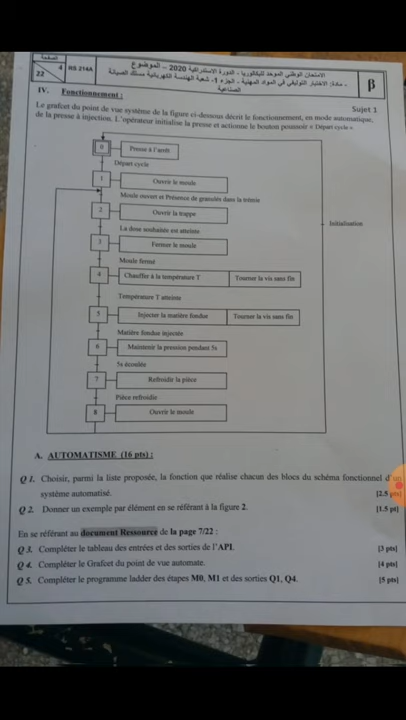 الصفحة
4
22
RS 214A
الامتحان الوطني الموحد للبكالوريا - الدورة الاستدراكية 2020 – الموضوع
- مادة: الاختبار التوليفي في المواد المهنية - الجزء 1- شعبة الهندسة الكهربائية مسلك الصيانة
الصناعية
β
IV. Fonctionnement :
Sujet 1
Le grafcet du point de vue système de la figure ci-dessous décrit le fonctionnement, en mode automatique,
de la presse à injection. L'opérateur initialise la presse et actionne le bouton poussoir « Départ cycle »
0 Presse à l'arrêt
Départ cycle
1 Ouvrir le moule
Moule ouvert et Présence de granulés dans la trémie
2 Ouvrir la trappe
Initialisation
La dose souhaitée est atteinte
3 Fermer le moule
Moule fermé
4 Chauffer à la température T Tourner la vis sans fin
Température T atteinte
5 Injecter la matière fondue Tourner la vis sans fin
Matière fondue injectée
6 Maintenir la pression pendant 5s
5s écoulée
7 Refroidir la pièce
Pièce refroidie
8 Ouvrir le moule
A. AUTOMATISME (16 pts) :
Q 1. Choisir, parmi la liste proposée, la fonction que réalise chacun des blocs du schéma fonctionnel d'un
système automatisé. [2.5 pts]
Q 2. Donner un exemple par élément en se référant à la figure 2. [1.5 pt]
En se référant au document Ressource de la page 7/22 :
Q 3. Compléter le tableau des entrées et des sorties de l'API. [3 pts]
Q 4. Compléter le Grafcet du point de vue automate. [4 pts]
Q 5. Compléter le programme ladder des étapes M0, M1 et des sorties Q1, Q4. [5 pts]